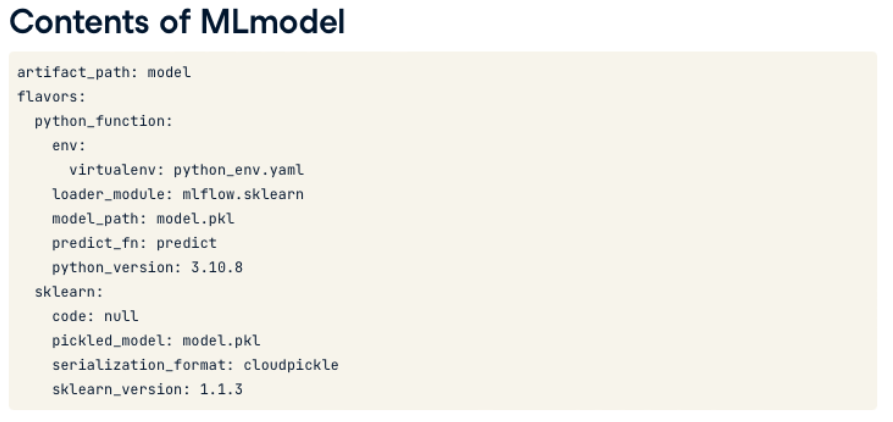 Contents of MLmodel
artifact_path: model
flavors:
  python_function:
    env:
      virtualenv: python_env.yaml
    loader_module: mlflow.sklearn
    model_path: model.pkl
    predict_fn: predict
    python_version: 3.10.8
  sklearn:
    code: null
    pickled_model: model.pkl
    serialization_format: cloudpickle
    sklearn_version: 1.1.3